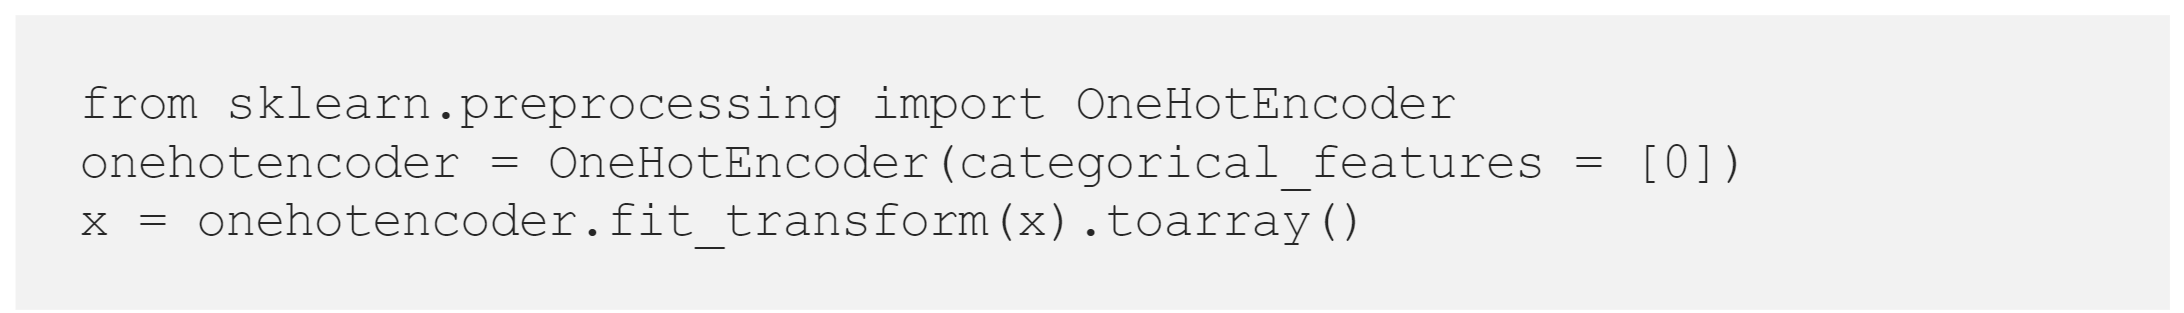 from sklearn.preprocessing import OneHotEncoder
onehotencoder = OneHotEncoder(categorical_features = [0])
x = onehotencoder.fit_transform(x).toarray()